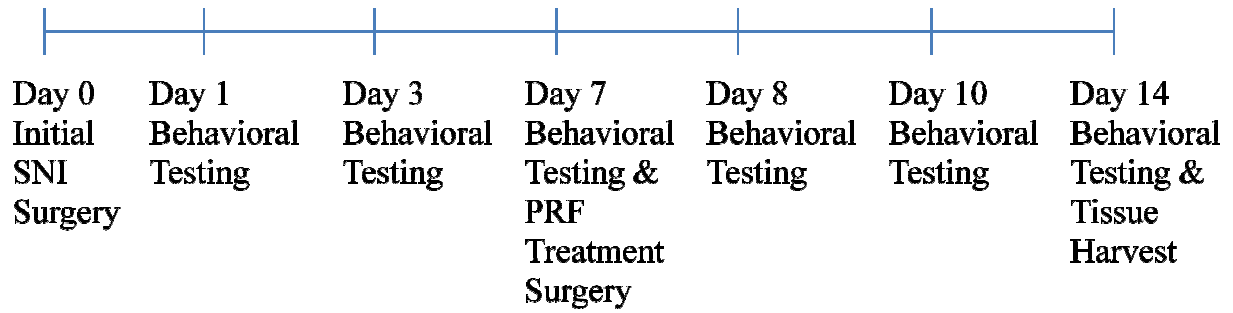 Day 0
Initial
SNI
Surgery
Day 1
Behavioral
Testing
Day 3
Behavioral
Testing
Day 7
Behavioral
Testing &
PRF
Treatment
Surgery
Day 8
Behavioral
Testing
Day 10
Behavioral
Testing
Day 14
Behavioral
Testing &
Tissue
Harvest